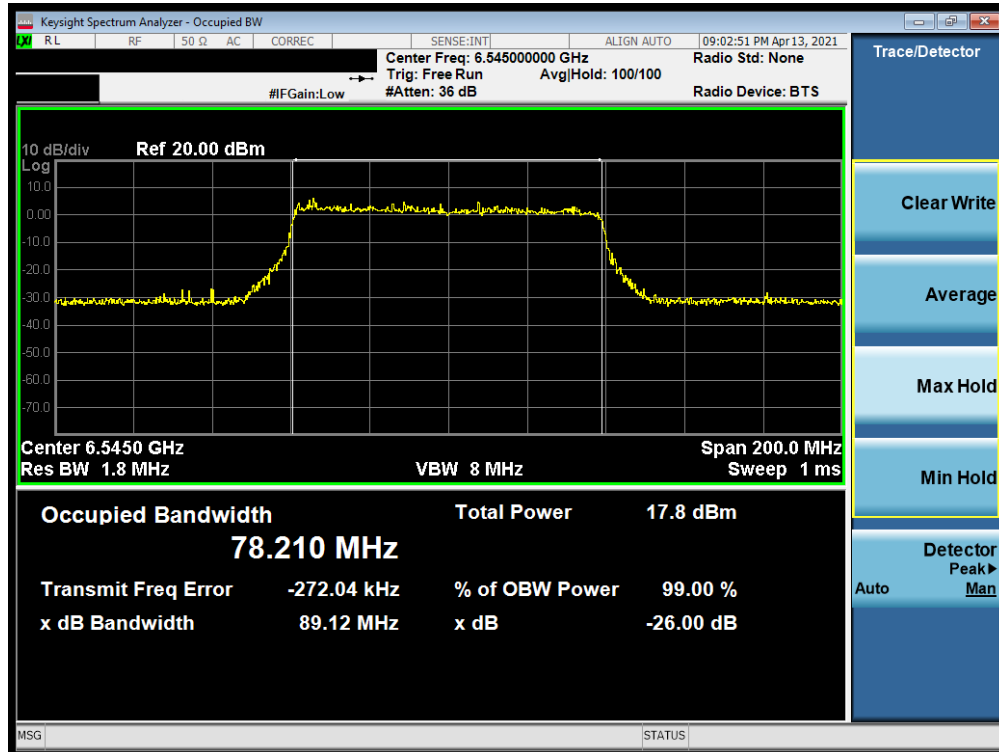 Keysight Spectrum Analyzer - Occupied BW
LXI RL RF 50 Ω AC CORREC SENSE:INT ALIGN AUTO 09:02:51 PM Apr 13, 2021
Center Freq: 6.545000000 GHz Radio Std: None
Trig: Free Run Avg|Hold: 100/100
#IFGain:Low #Atten: 36 dB Radio Device: BTS
10 dB/div Ref 20.00 dBm
Log
10.0
0.00
-10.0
-20.0
-30.0
-40.0
-50.0
-60.0
-70.0
Center 6.5450 GHz Span 200.0 MHz
Res BW 1.8 MHz VBW 8 MHz Sweep 1 ms
Occupied Bandwidth Total Power 17.8 dBm
78.210 MHz
Transmit Freq Error -272.04 kHz % of OBW Power 99.00 %
x dB Bandwidth 89.12 MHz x dB -26.00 dB
MSG STATUS
Trace/Detector
Clear Write
Average
Max Hold
Min Hold
Detector
Peak▶
Auto Man